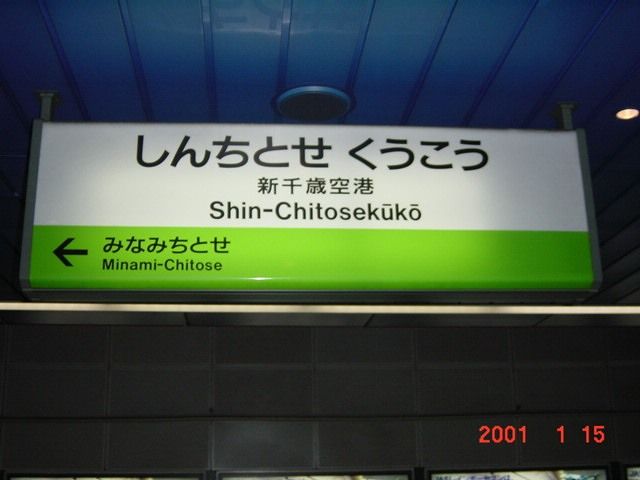 しんちとせ くうこう
新千歳空港
Shin-Chitosekūkō
← みなみちとせ
Minami-Chitose
2001 1 15